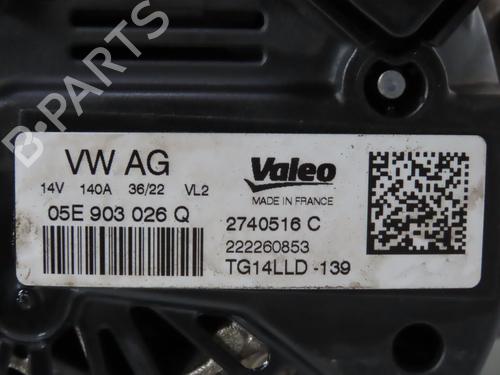 B-PARTS
VW AG
14V 140A 36/22 VL2
05E 903 026 Q
Valeo
MADE IN FRANCE
2740516 C
222260853
TG14LLD -139